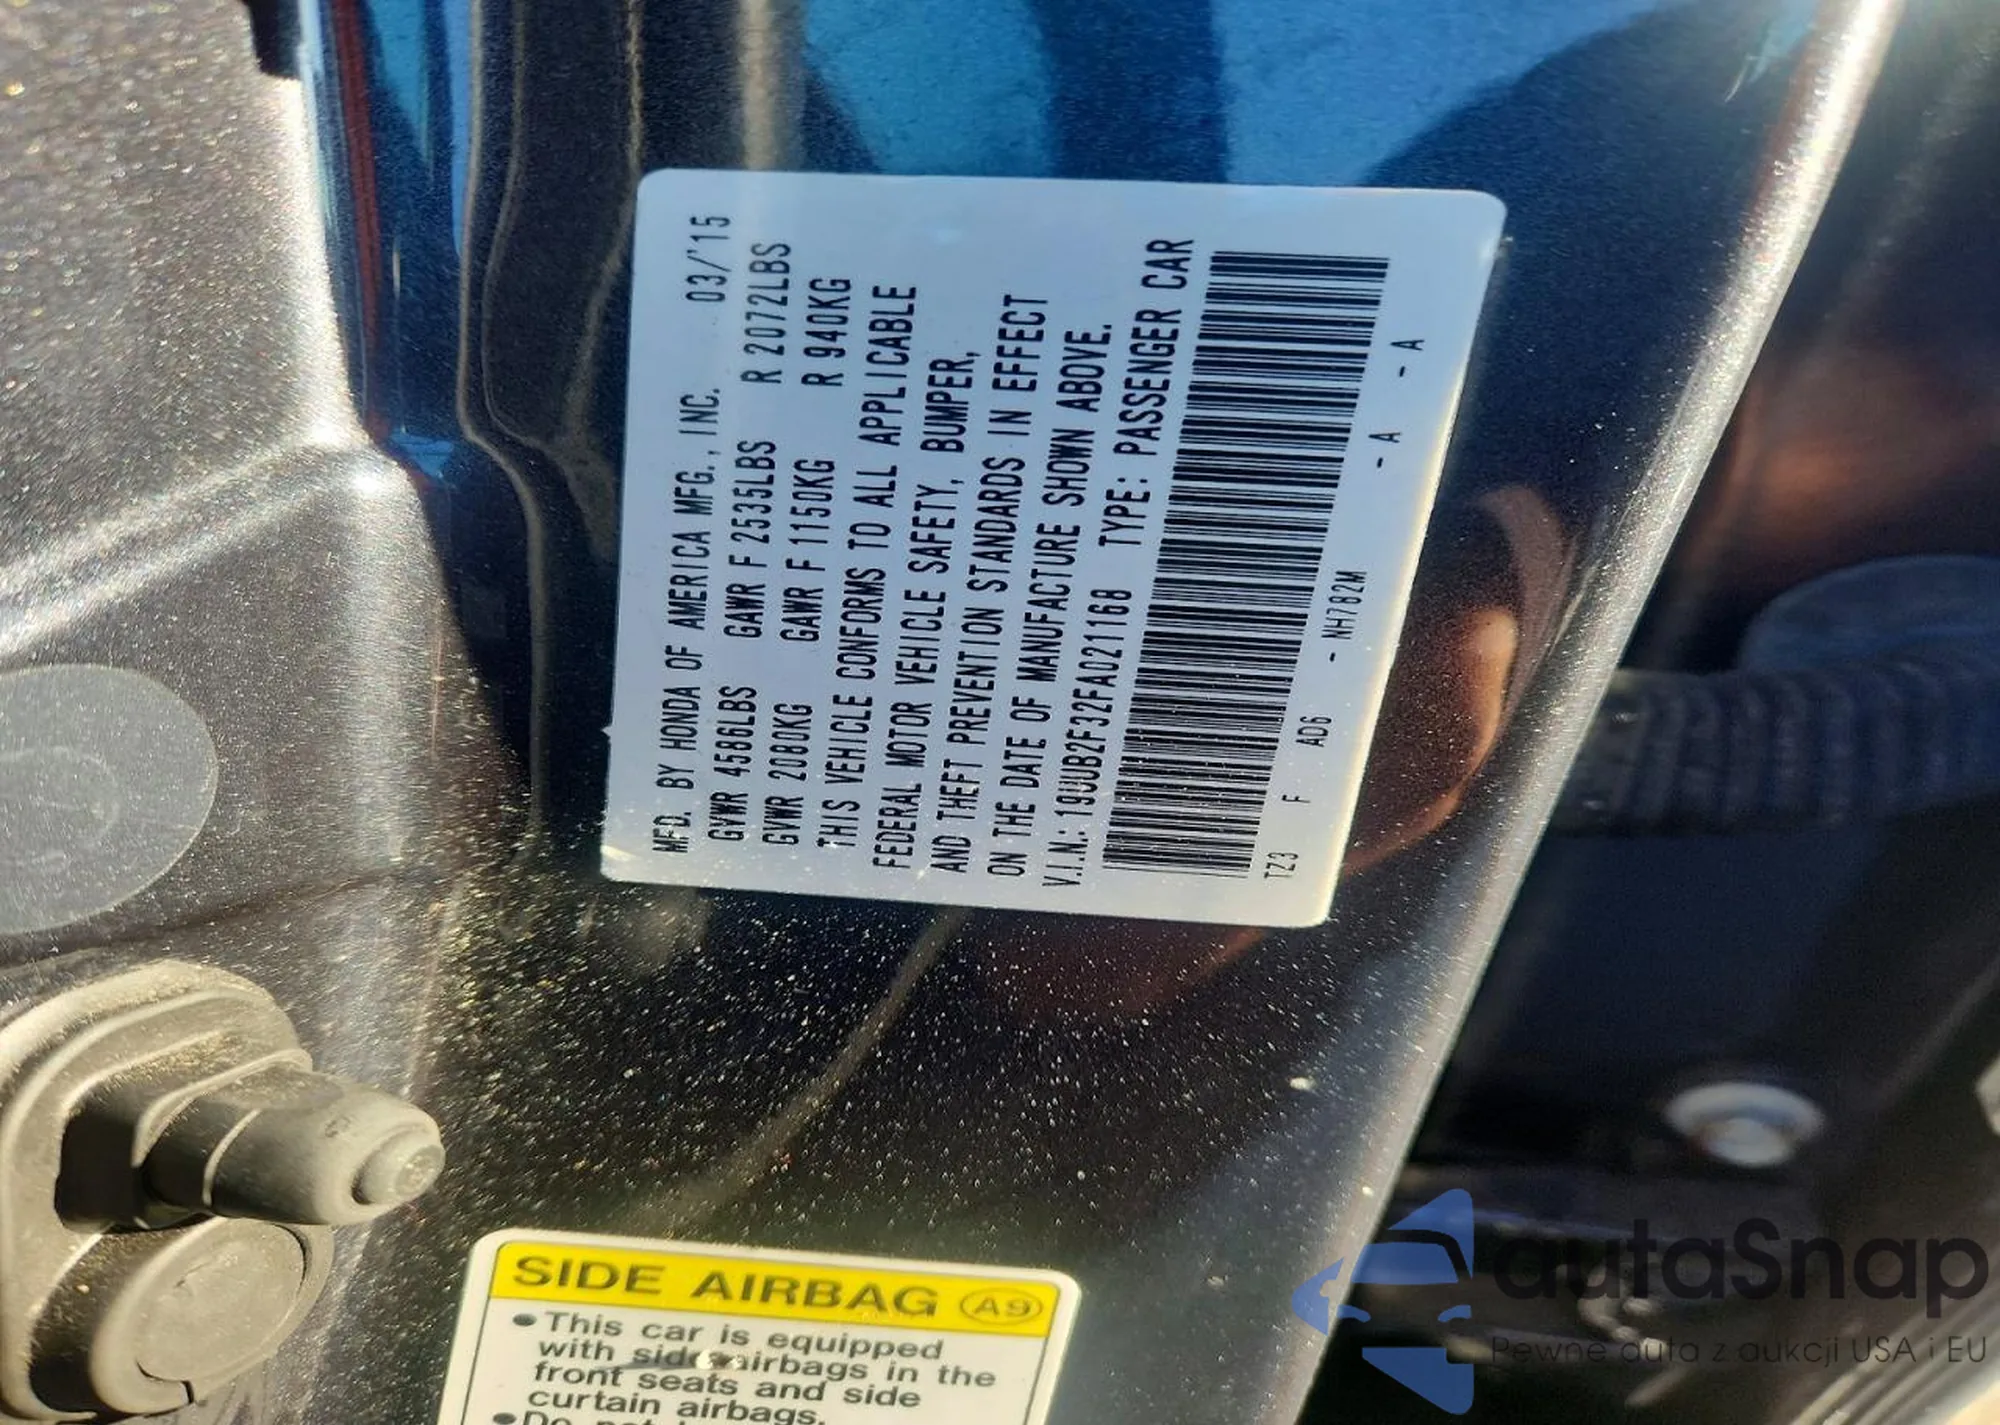 MFD. BY HONDA OF AMERICA MFG., INC. 03/'15
GVWR 4586LBS GAWR F 2535LBS R 2072LBS
GVWR 2080KG GAWR F 1150KG R 940KG
THIS VEHICLE CONFORMS TO ALL APPLICABLE
FEDERAL MOTOR VEHICLE SAFETY, BUMPER,
AND THEFT PREVENTION STANDARDS IN EFFECT
ON THE DATE OF MANUFACTURE SHOWN ABOVE.
V.I.N.: 19UUB2F32FA021168 TYPE: PASSENGER CAR
TZ3 F AD6 - NH782M - A - A
SIDE AIRBAG A9
•This car is equipped
with side airbags in the
front seats and side
curtain airbags.
•Do not
autaSnap
Pewne auta z aukcji USA i EU